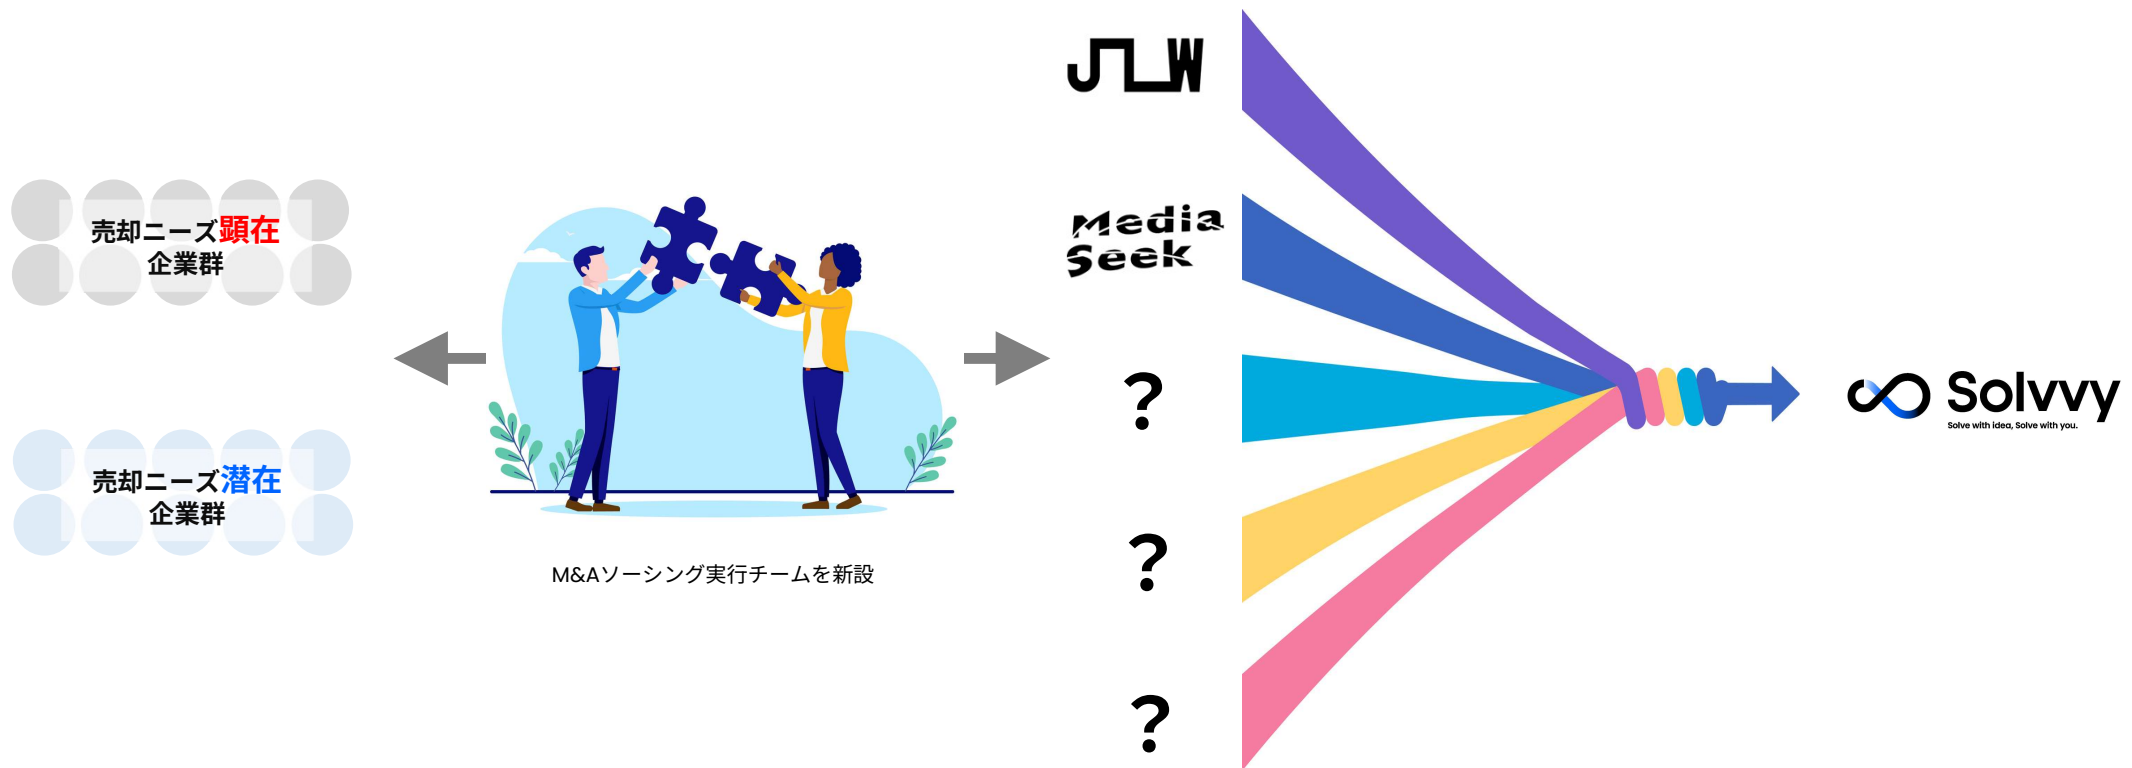 売却ニーズ顕在
企業群
売却ニーズ潜在
企業群
M&Aソーシング実行チームを新設
JLW
Media
Seek
?
?
?
Solvvy
Solve with idea, Solve with you.